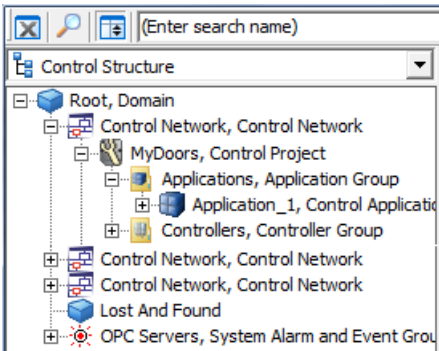 (Enter search name)
Control Structure
Root, Domain
Control Network, Control Network
MyDoors, Control Project
Applications, Application Group
Application_1, Control Applicatic
Controllers, Controller Group
Control Network, Control Network
Control Network, Control Network
Lost And Found
OPC Servers, System Alarm and Event Grou